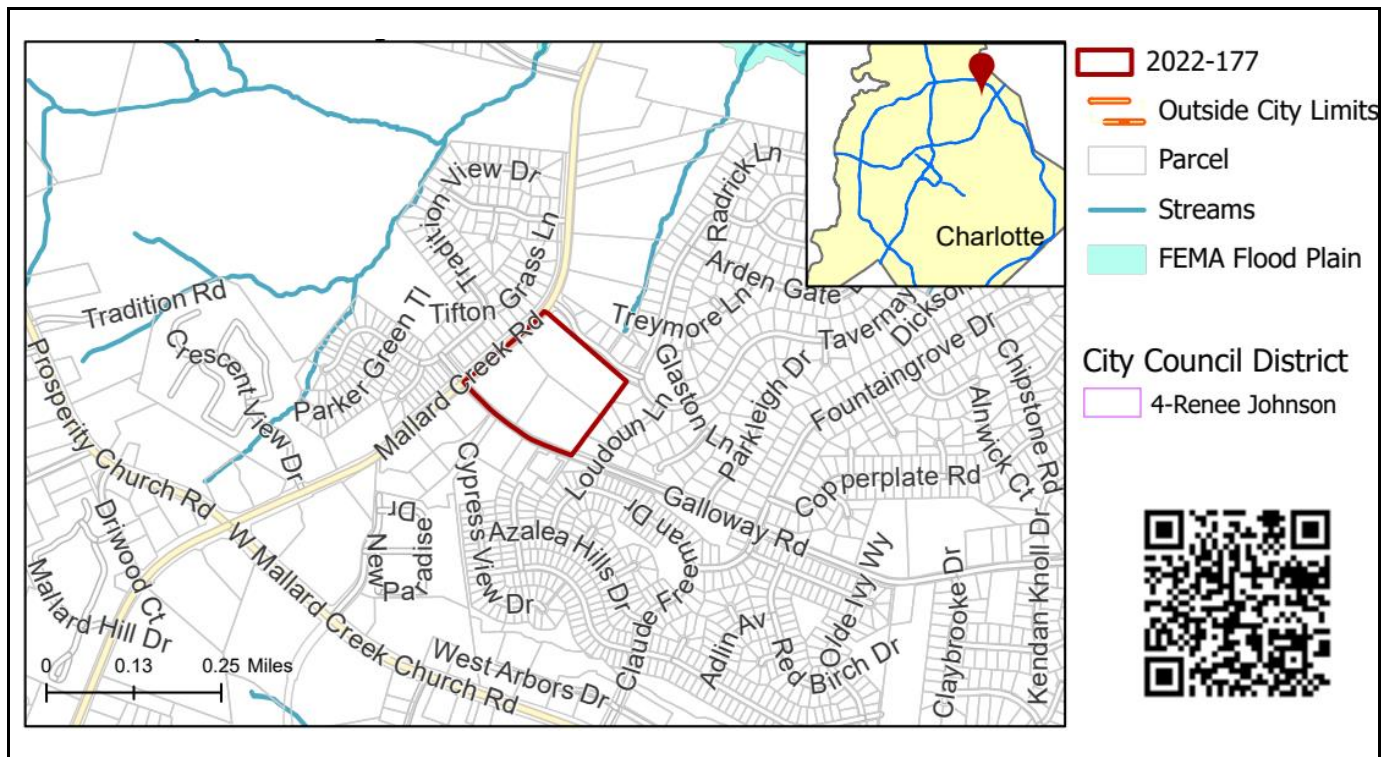 2022-177
Outside City Limits
Parcel
Streams
FEMA Flood Plain
City Council District
4-Renee Johnson
Charlotte
Tradition View Dr
Radrick Ln
Grass Ln
Tifton
Arden Gate
Tradition Rd
Treymore Ln
Tavernay
Dickson
Crescent View Dr
Parker Green Tl
Mallard Creek Rd
Glaston Ln
Parkleigh Dr
Fountaingrove Dr
Chipstone Rd
Alnwick Ct
Prosperity Church Rd
Loudoun Ln
Copperplate Rd
Cypress View Dr
Galloway Rd
Driwood Ct
New Paradise Dr
Azalea Hills Dr
Claude Freeman Dr
W Mallard Creek Church Rd
Mallard Hill Dr
Olde Ivy Wy
Adlin Av
Red Birch Dr
Claybrooke Dr
Kendan Knoll Dr
West Arbors Dr
0 0.13 0.25 Miles